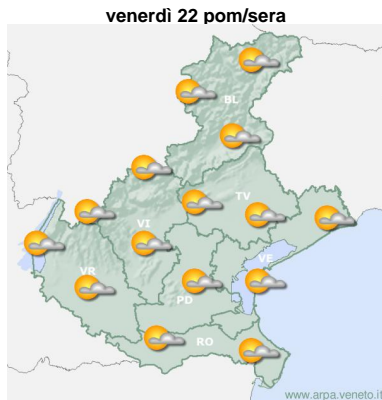 venerdì 22 pom/sera
BL
TV
VI
VE
VR
PD
RO
www.arpa.veneto.it